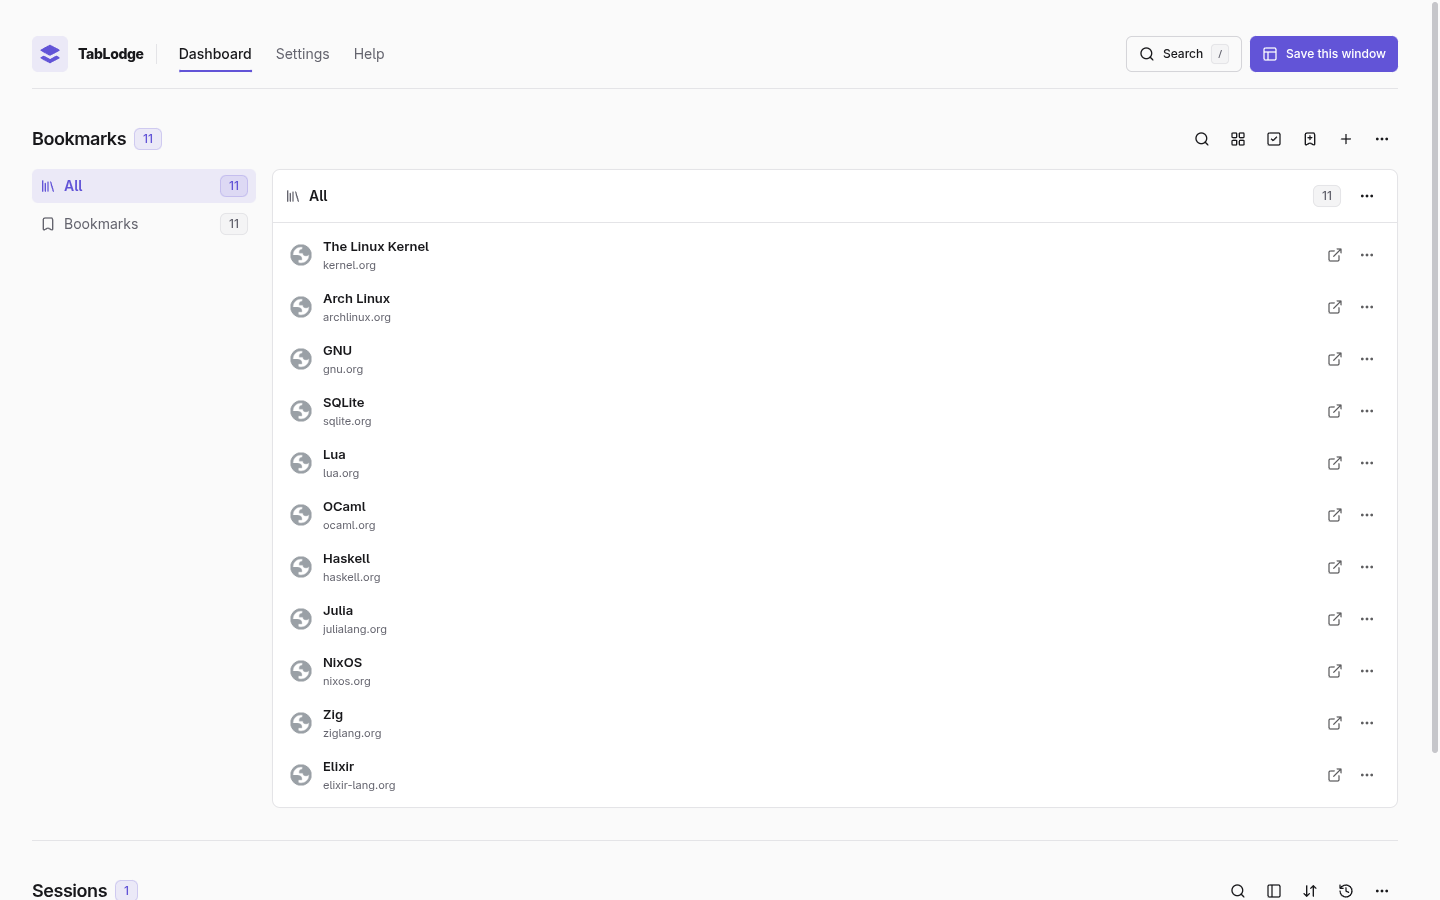 TabLodge
Dashboard
Settings
Help
Search /
Save this window
Bookmarks 11
All 11
Bookmarks 11
All 11
The Linux Kernel
kernel.org
Arch Linux
archlinux.org
GNU
gnu.org
SQLite
sqlite.org
Lua
lua.org
OCaml
ocaml.org
Haskell
haskell.org
Julia
julialang.org
NixOS
nixos.org
Zig
ziglang.org
Elixir
elixir-lang.org
Sessions 1